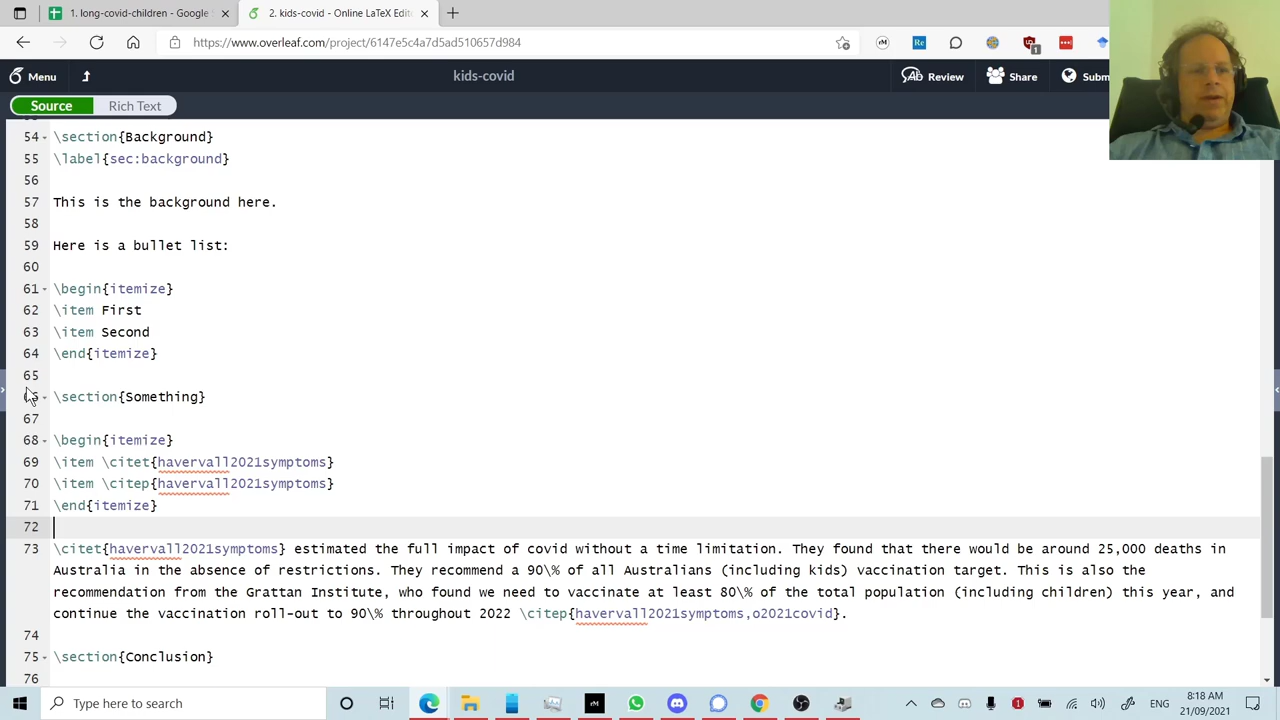 1. long-covid-children - Google
2. kids-covid - Online LaTeX Edit
https://www.overleaf.com/project/6147e5c4a7d5ad510657d984
Menu
kids-covid
Review
Share
Subm
Source
Rich Text
54 \section{Background}
55 \label{sec:background}
56
57 This is the background here.
58
59 Here is a bullet list:
60
61 \begin{itemize}
62 \item First
63 \item Second
64 \end{itemize}
65
\section{Something}
67
68 \begin{itemize}
69 \item \citet{havervall2021symptoms}
70 \item \citep{havervall2021symptoms}
71 \end{itemize}
72
73 \citet{havervall2021symptoms} estimated the full impact of covid without a time limitation. They found that there would be around 25,000 deaths in
Australia in the absence of restrictions. They recommend a 90\% of all Australians (including kids) vaccination target. This is also the
recommendation from the Grattan Institute, who found we need to vaccinate at least 80\% of the total population (including children) this year, and
continue the vaccination roll-out to 90\% throughout 2022 \citep{havervall2021symptoms,o2021covid}.
74
75 \section{Conclusion}
76
Type here to search
ENG
8:18 AM
21/09/2021